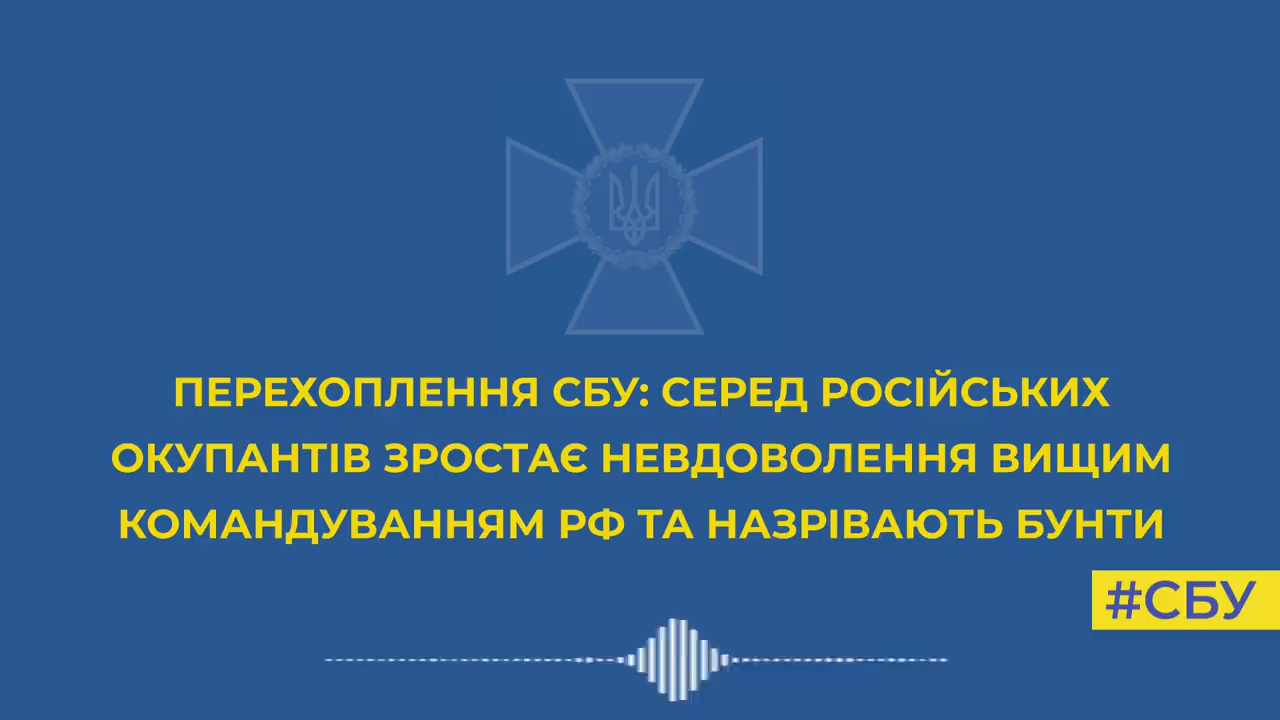 ПЕРЕХОПЛЕННЯ СБУ: СЕРЕД РОСІЙСЬКИХ
ОКУПАНТІВ ЗРОСТАЄ НЕВДОВОЛЕННЯ ВИЩИМ
КОМАНДУВАННЯМ РФ ТА НАЗРІВАЮТЬ БУНТИ
#СБУ